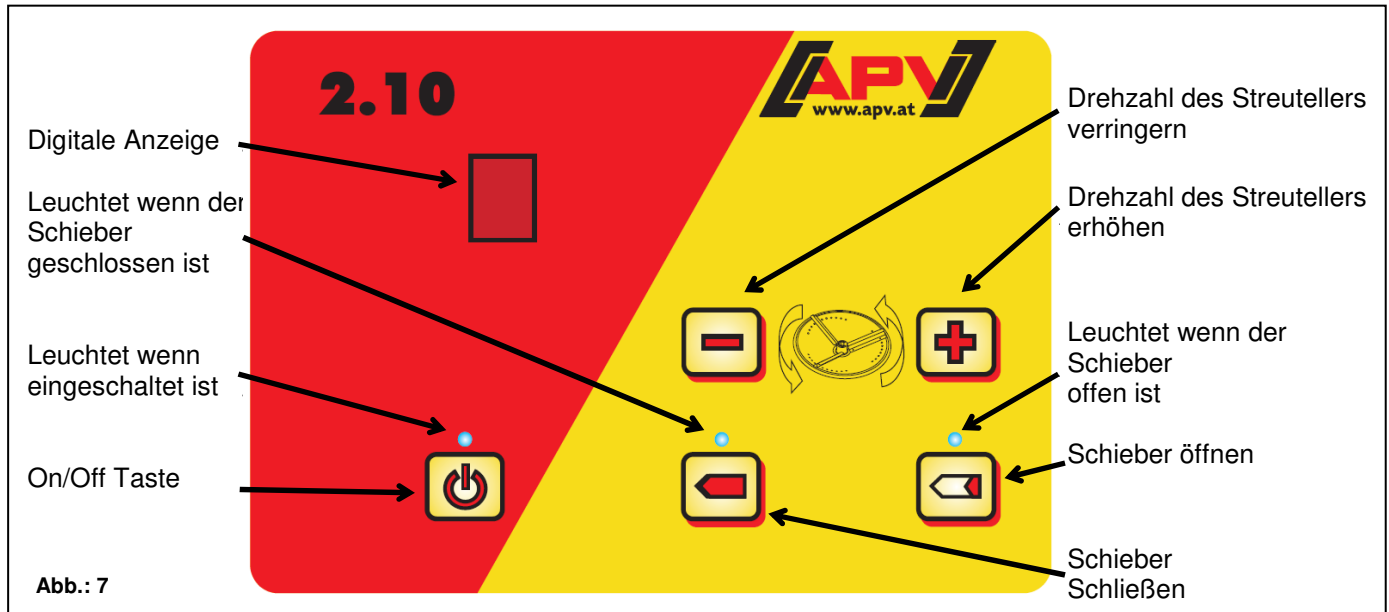 2.10
APV
www.apv.at
Digitale Anzeige
Leuchtet wenn der
Schieber
geschlossen ist
Leuchtet wenn
eingeschaltet ist
On/Off Taste
Drehzahl des Streutellers
verringern
Drehzahl des Streutellers
erhöhen
Leuchtet wenn der
Schieber
offen ist
Schieber öffnen
Schieber
Schließen
Abb.: 7